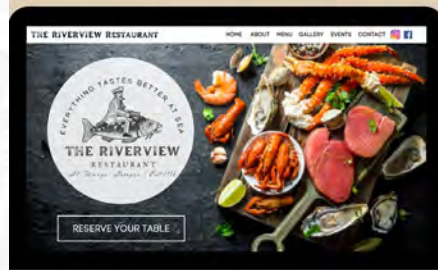 THE RIVERVIEW RESTAURANT
HOME ABOUT MENU GALLERY EVENTS CONTACT
EVERYTHING TASTES BETTER AT SEA
THE RIVERVIEW
RESTAURANT
RESERVE YOUR TABLE